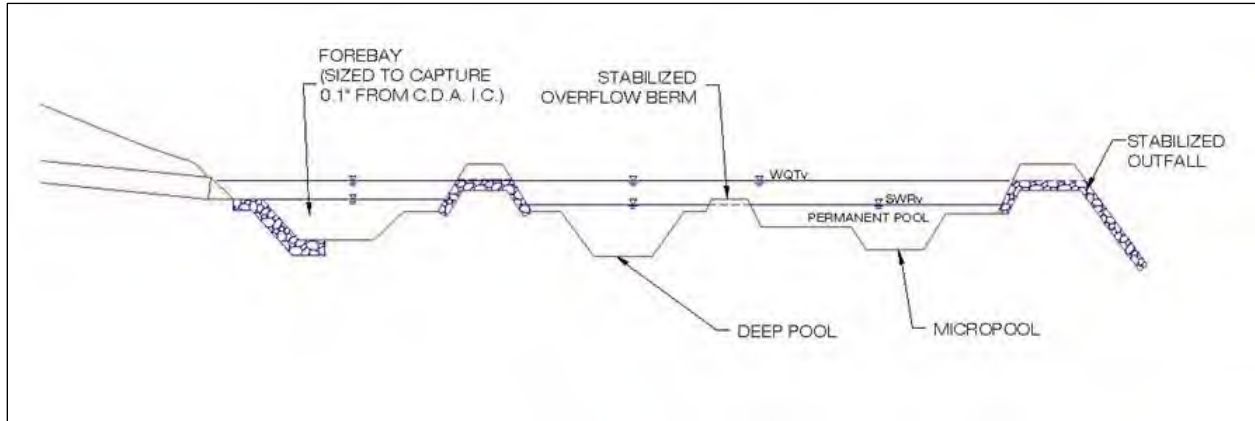 FOREBAY
(SIZED TO CAPTURE
0.1" FROM C.D.A. I.C.)
STABILIZED
OVERFLOW BERM
STABILIZED
OUTFALL
WQTv
SWRv
PERMANENT POOL
DEEP POOL
MICROPOOL